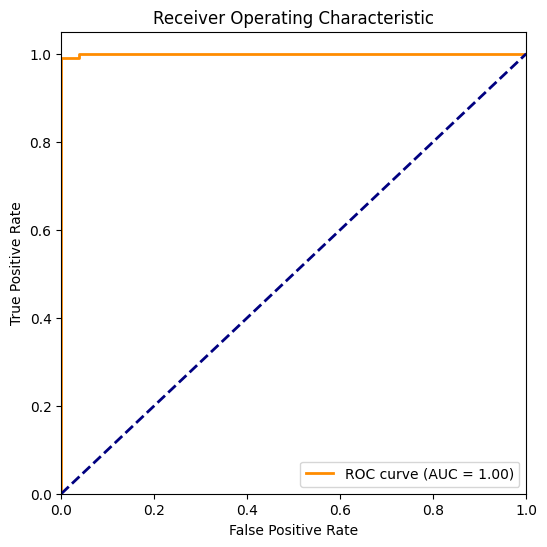 Receiver Operating Characteristic
True Positive Rate
1.0
0.8
0.6
0.4
0.2
0.0
ROC curve (AUC = 1.00)
0.0 0.2 0.4 0.6 0.8 1.0
False Positive Rate